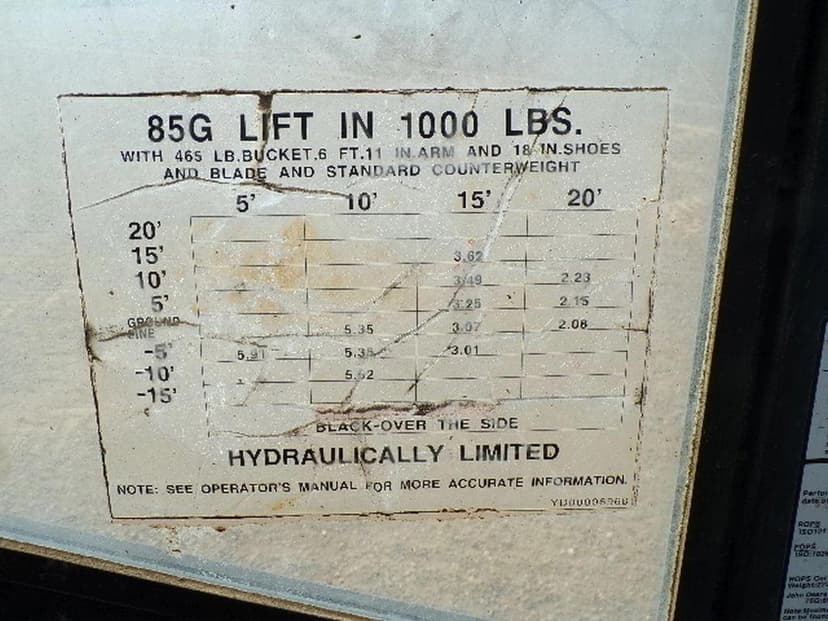 85G LIFT IN 1000 LBS.
WITH 465 LB.BUCKET.6 FT.11 IN.ARM AND 18 IN.SHOES
AND BLADE AND STANDARD COUNTERWEIGHT
5' 10' 15' 20'
20'
15' 3.62
10' 3.49 2.23
5' 3.25 2.15
GROUND LINE 5.35 3.07 2.08
-5' 5.91 5.38 3.01
-10' 5.52
-15'
BLACK-OVER THE SIDE
HYDRAULICALLY LIMITED
NOTE: SEE OPERATOR'S MANUAL FOR MORE ACCURATE INFORMATION.
ROPS